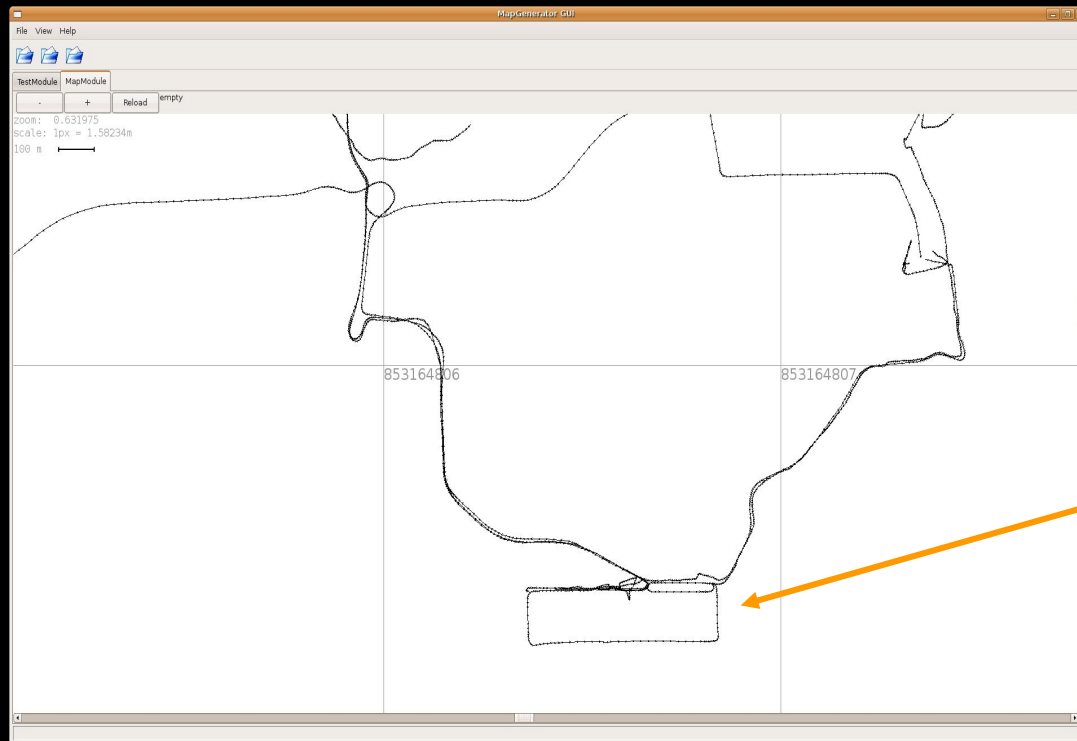 MapGenerator GUI
File View Help
TestModule MapModule
- + Reload empty
zoom: 0.631975
scale: 1px = 1.58234m
100 m
853164806 853164807